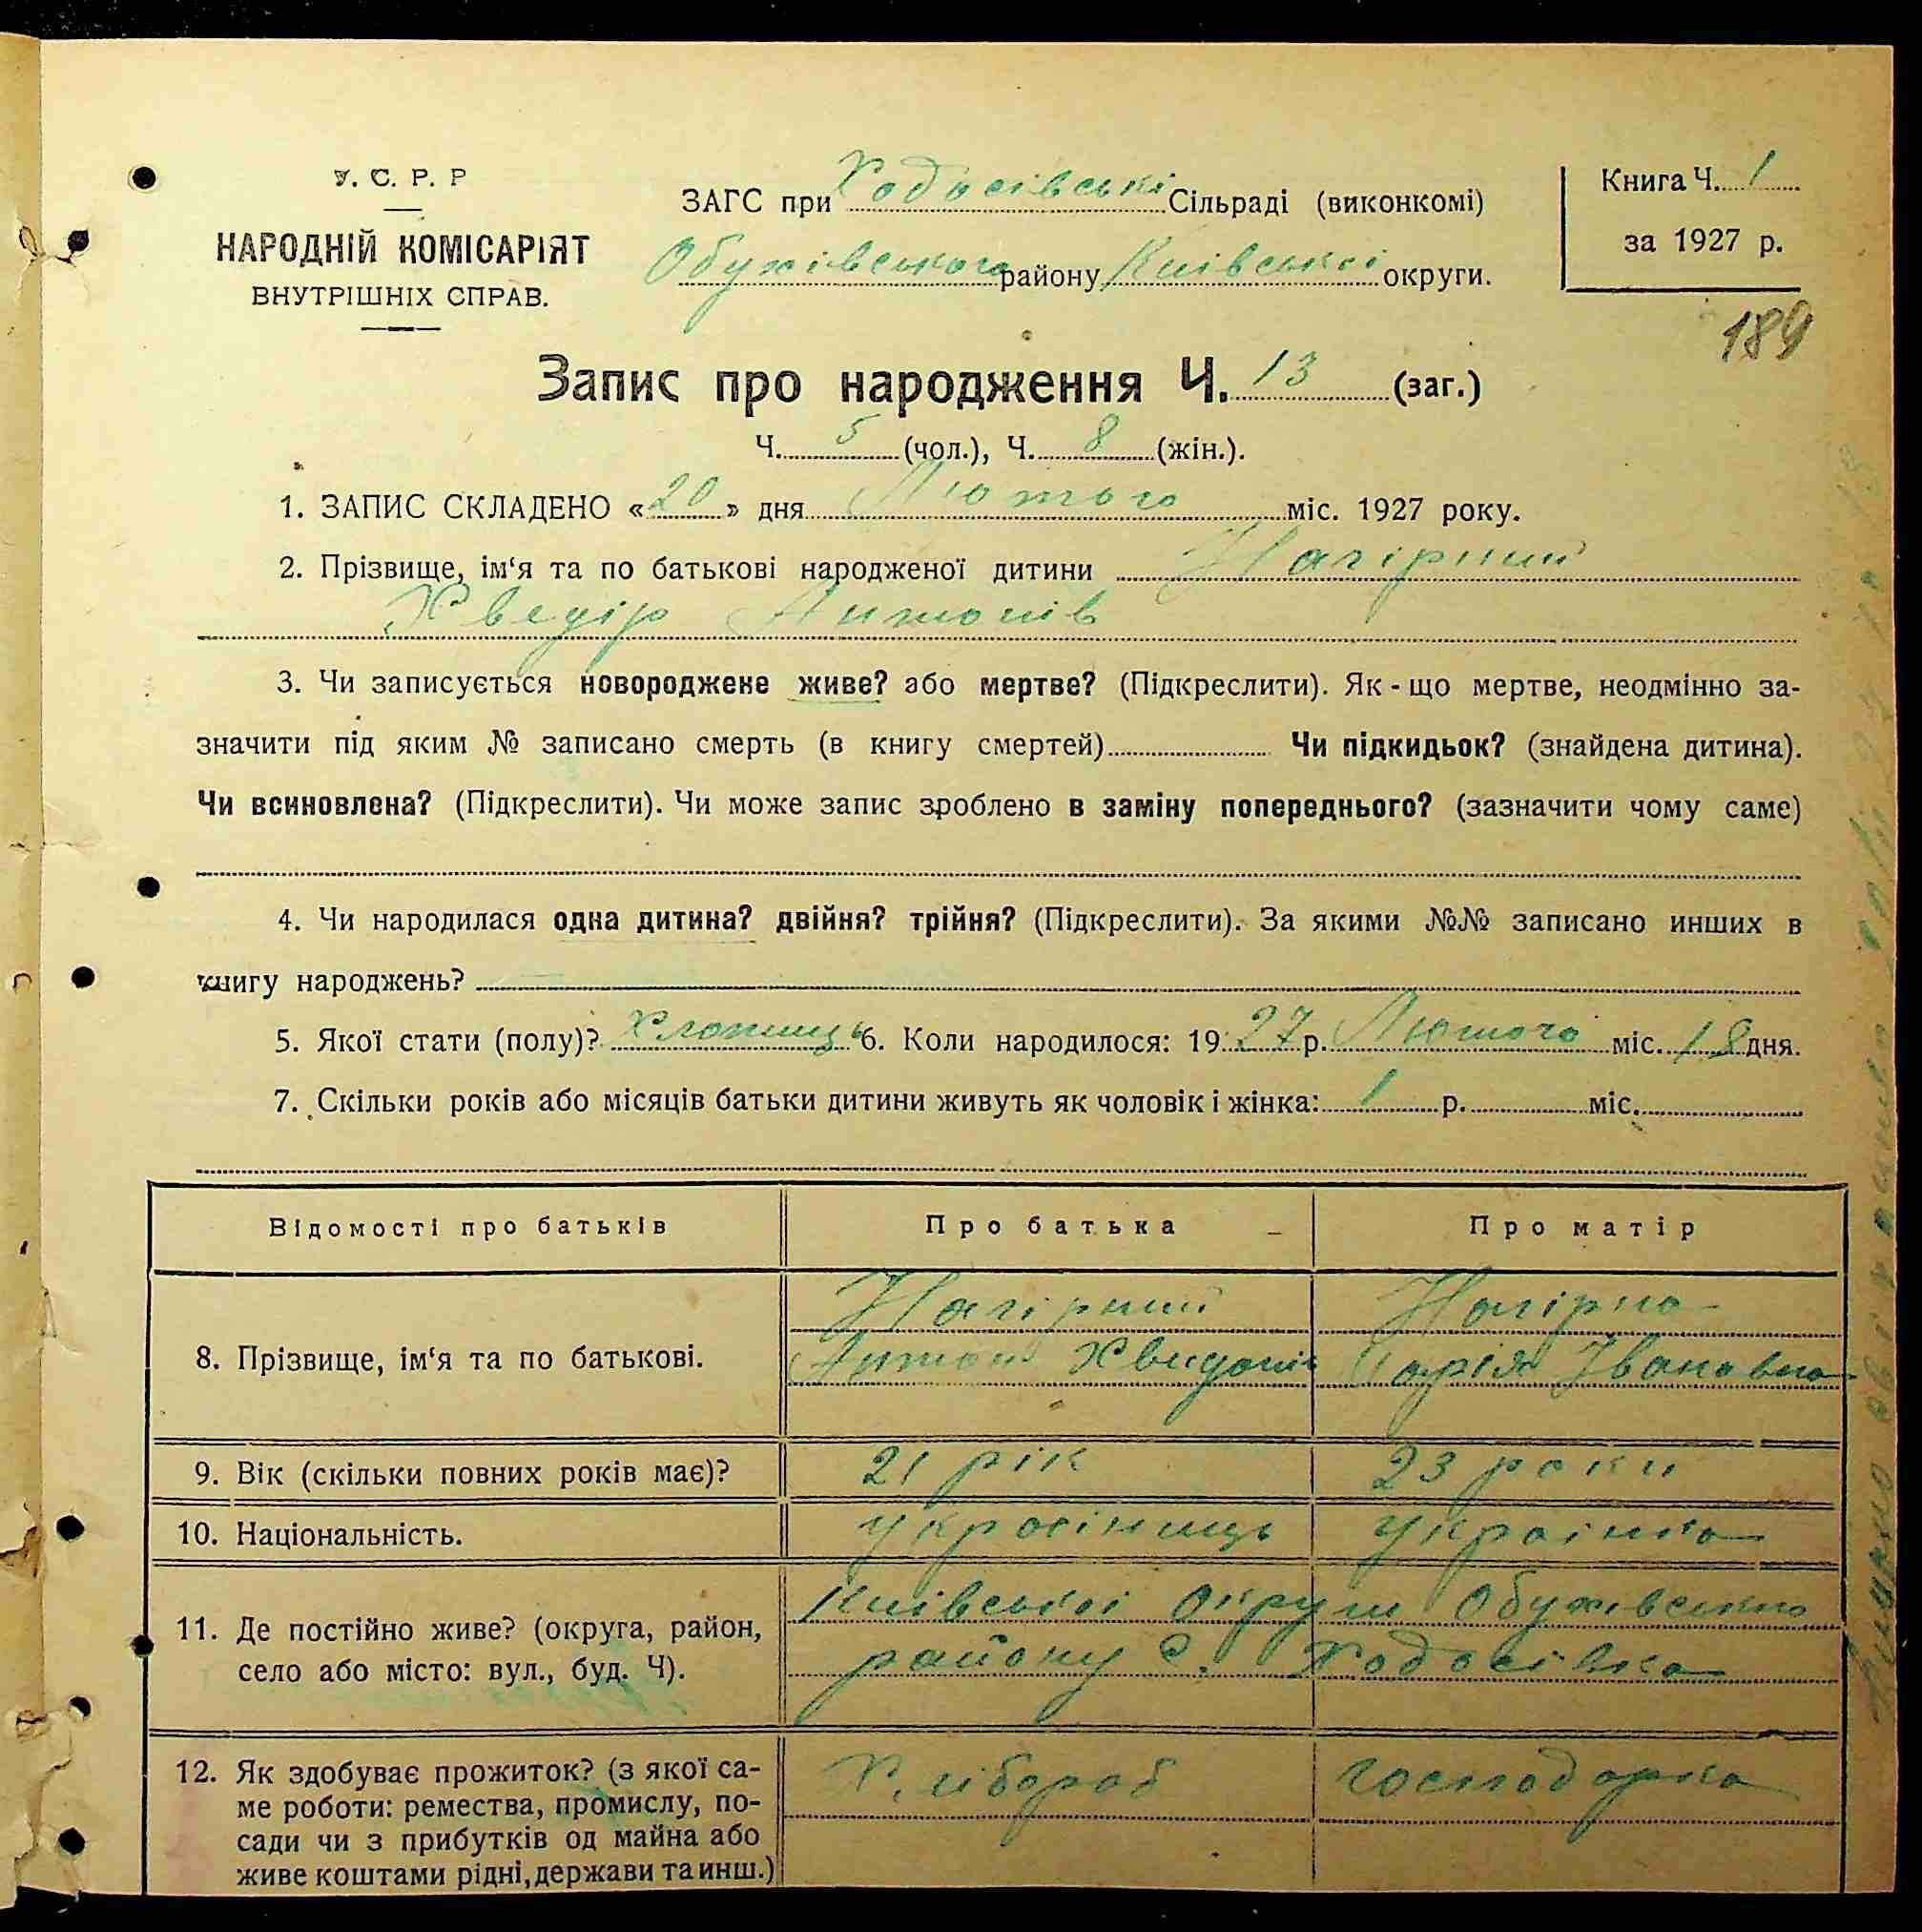 У. С. Р. Р
НАРОДНІЙ КОМІСАРІЯТ
ВНУТРІШНІХ СПРАВ.
ЗАГС при Ходосівські Сільраді (виконкомі)
Обухівського району Київської округи.
Книга Ч. 1
за 1927 р.
189
Запис про народження Ч. 13 (заг.)
Ч. 5 (чол.), Ч. 8 (жін.).
1. ЗАПИС СКЛАДЕНО «20» дня Лютого міс. 1927 року.
2. Прізвище, ім‘я та по батькові народженої дитини Нагірний
Хведір Антонів
3. Чи записується новороджене живе? або мертве? (Підкреслити). Як-що мертве, неодмінно за-
значити під яким № записано смерть (в книгу смертей) Чи підкидьок? (знайдена дитина).
Чи всиновлена? (Підкреслити). Чи може запис зроблено в заміну попереднього? (зазначити чому саме)
4. Чи народилася одна дитина? двійня? трійня? (Підкреслити). За якими №№ записано инших в
книгу народжень?
5. Якої стати (полу)? Хлопиць 6. Коли народилося: 1927 р. Лютого міс. 18 дня.
7. Скільки років або місяців батьки дитини живуть як чоловік і жінка: 1 р. міс.
Відомості про батьків Про батька Про матір
8. Прізвище, ім‘я та по батькові. Нагірний Нагірна
Антон Марія Івановна
9. Вік (скільки повних років має)? 21 рік 23 роки
10. Національність. україниць українка
11. Де постійно живе? (округа, район,
село або місто: вул., буд. Ч).
Київської округи Обухівського
району с. Ходосівка
12. Як здобуває прожиток? (з якої са-
ме роботи: ремества, промислу, по-
сади чи з прибутків од майна або
живе коштами рідні, держави та инш.)
Хлібороб господарка